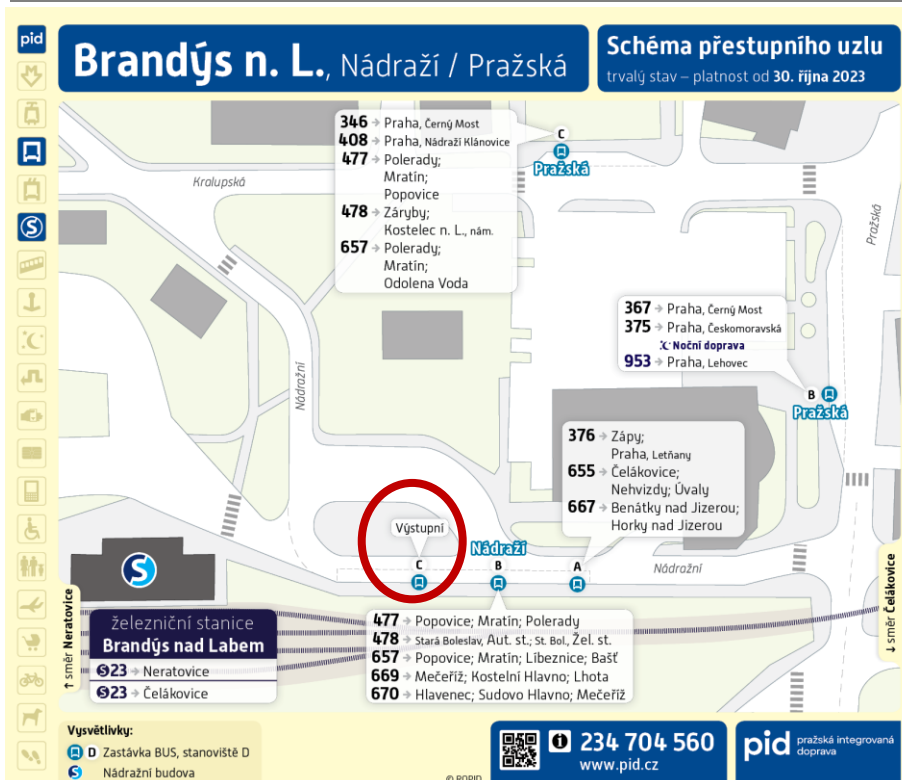 pid
Brandýs n. L., Nádraží / Pražská
Schéma přestupního uzlu
trvalý stav – platnost od 30. října 2023
346 → Praha, Černý Most
408 → Praha, Nádraží Klánovice
477 → Polerady;
Mratín;
Popovice
478 → Záryby;
Kostelec n. L., nám.
657 → Polerady;
Mratín;
Odolena Voda
C
Pražská
Kralupská
Pražská
367 → Praha, Černý Most
375 → Praha, Českomoravská
Noční doprava
953 → Praha, Lehovec
B
Pražská
Nádražní
376 → Zápy;
Praha, Letňany
655 → Čelákovice;
Nehvizdy; Úvaly
667 → Benátky nad Jizerou;
Horky nad Jizerou
Výstupní
Nádraží
C
B
A
Nádražní
S
železniční stanice
Brandýs nad Labem
S23 → Neratovice
S23 → Čelákovice
↑ směr Neratovice
↓ směr Čelákovice
477 → Popovice; Mratín; Polerady
478 → Stará Boleslav, Aut. st.; St. Bol., Žel. st.
657 → Popovice; Mratín; Líbeznice; Bašť
669 → Mečeříž; Kostelní Hlavno; Lhota
670 → Hlavenec; Sudovo Hlavno; Mečeříž
Vysvětlivky:
D Zastávka BUS, stanoviště D
S Nádražní budova
© ROPID
234 704 560
www.pid.cz
pid pražská integrovaná
doprava